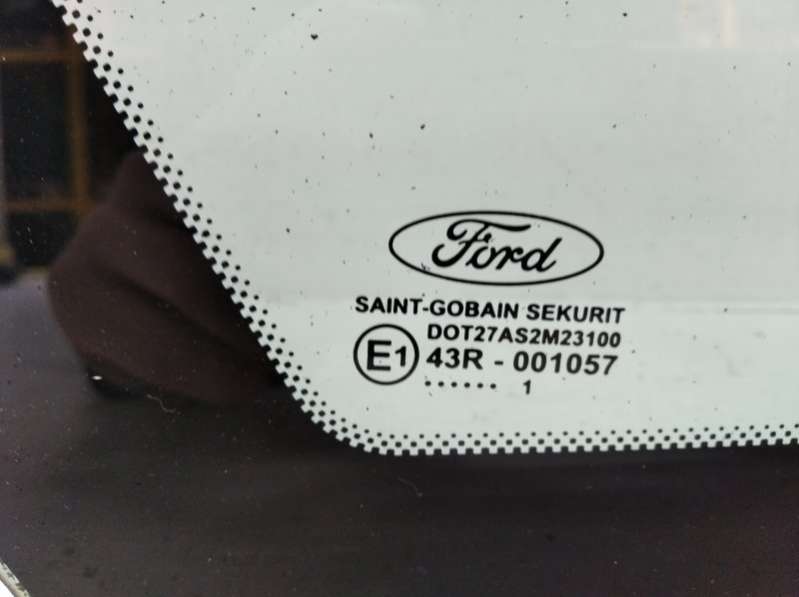 Ford
SAINT-GOBAIN SEKURIT
DOT27AS2M23100
E1 43R - 001057
...... 1